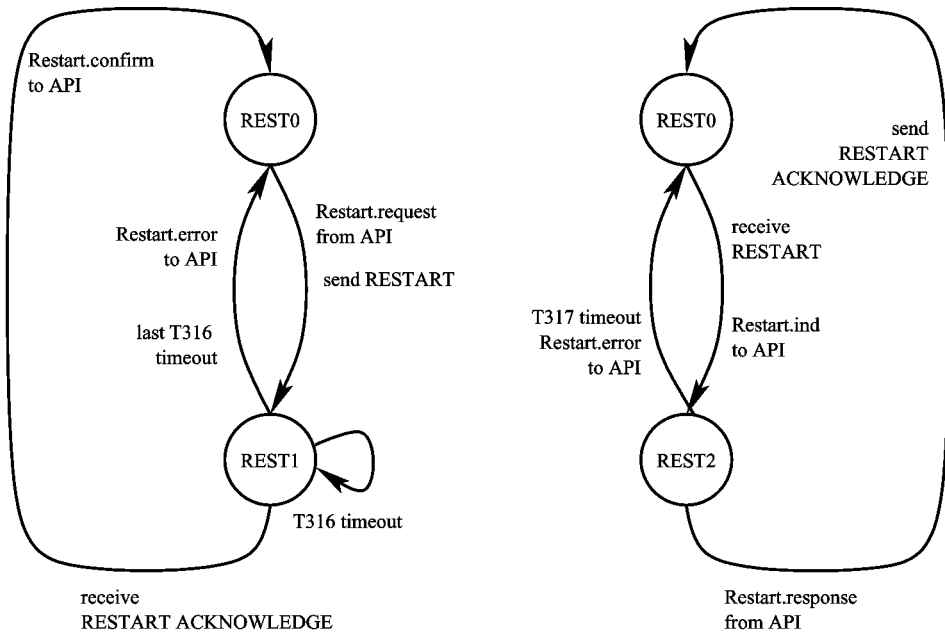 Restart.confirm
to API
REST0
Restart.request
from API
Restart.error
to API
send RESTART
last T316
timeout
REST1
T316 timeout
receive
RESTART ACKNOWLEDGE
REST0
send
RESTART
ACKNOWLEDGE
receive
RESTART
T317 timeout
Restart.error
to API
Restart.ind
to API
REST2
Restart.response
from API